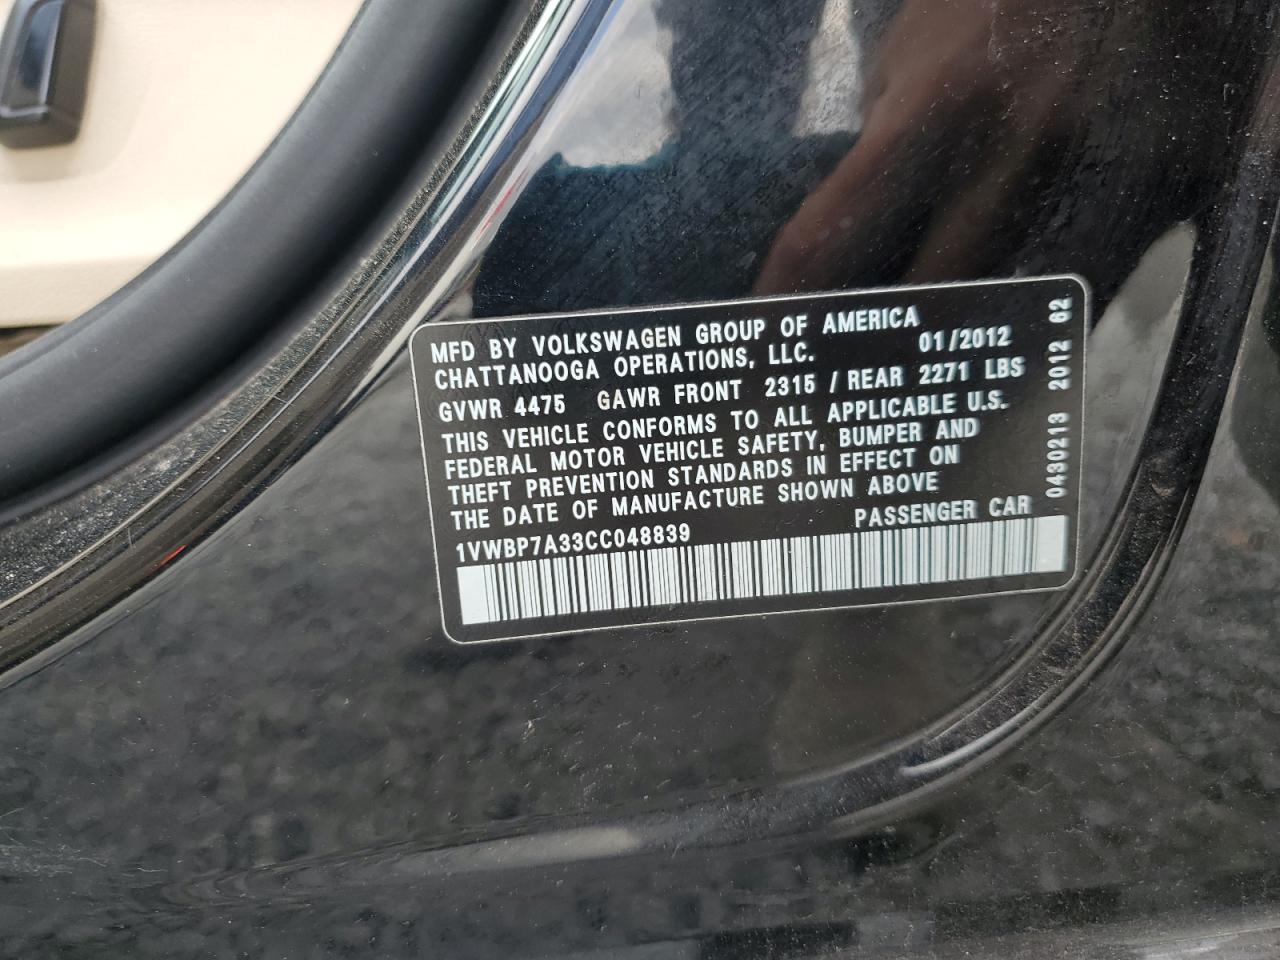 MFD BY VOLKSWAGEN GROUP OF AMERICA
CHATTANOOGA OPERATIONS, LLC. 01/2012
GVWR 4475 GAWR FRONT 2315 / REAR 2271 LBS
THIS VEHICLE CONFORMS TO ALL APPLICABLE U.S.
FEDERAL MOTOR VEHICLE SAFETY, BUMPER AND
THEFT PREVENTION STANDARDS IN EFFECT ON
THE DATE OF MANUFACTURE SHOWN ABOVE
1VWBP7A33CC048839 PASSENGER CAR
0430213 2012 62